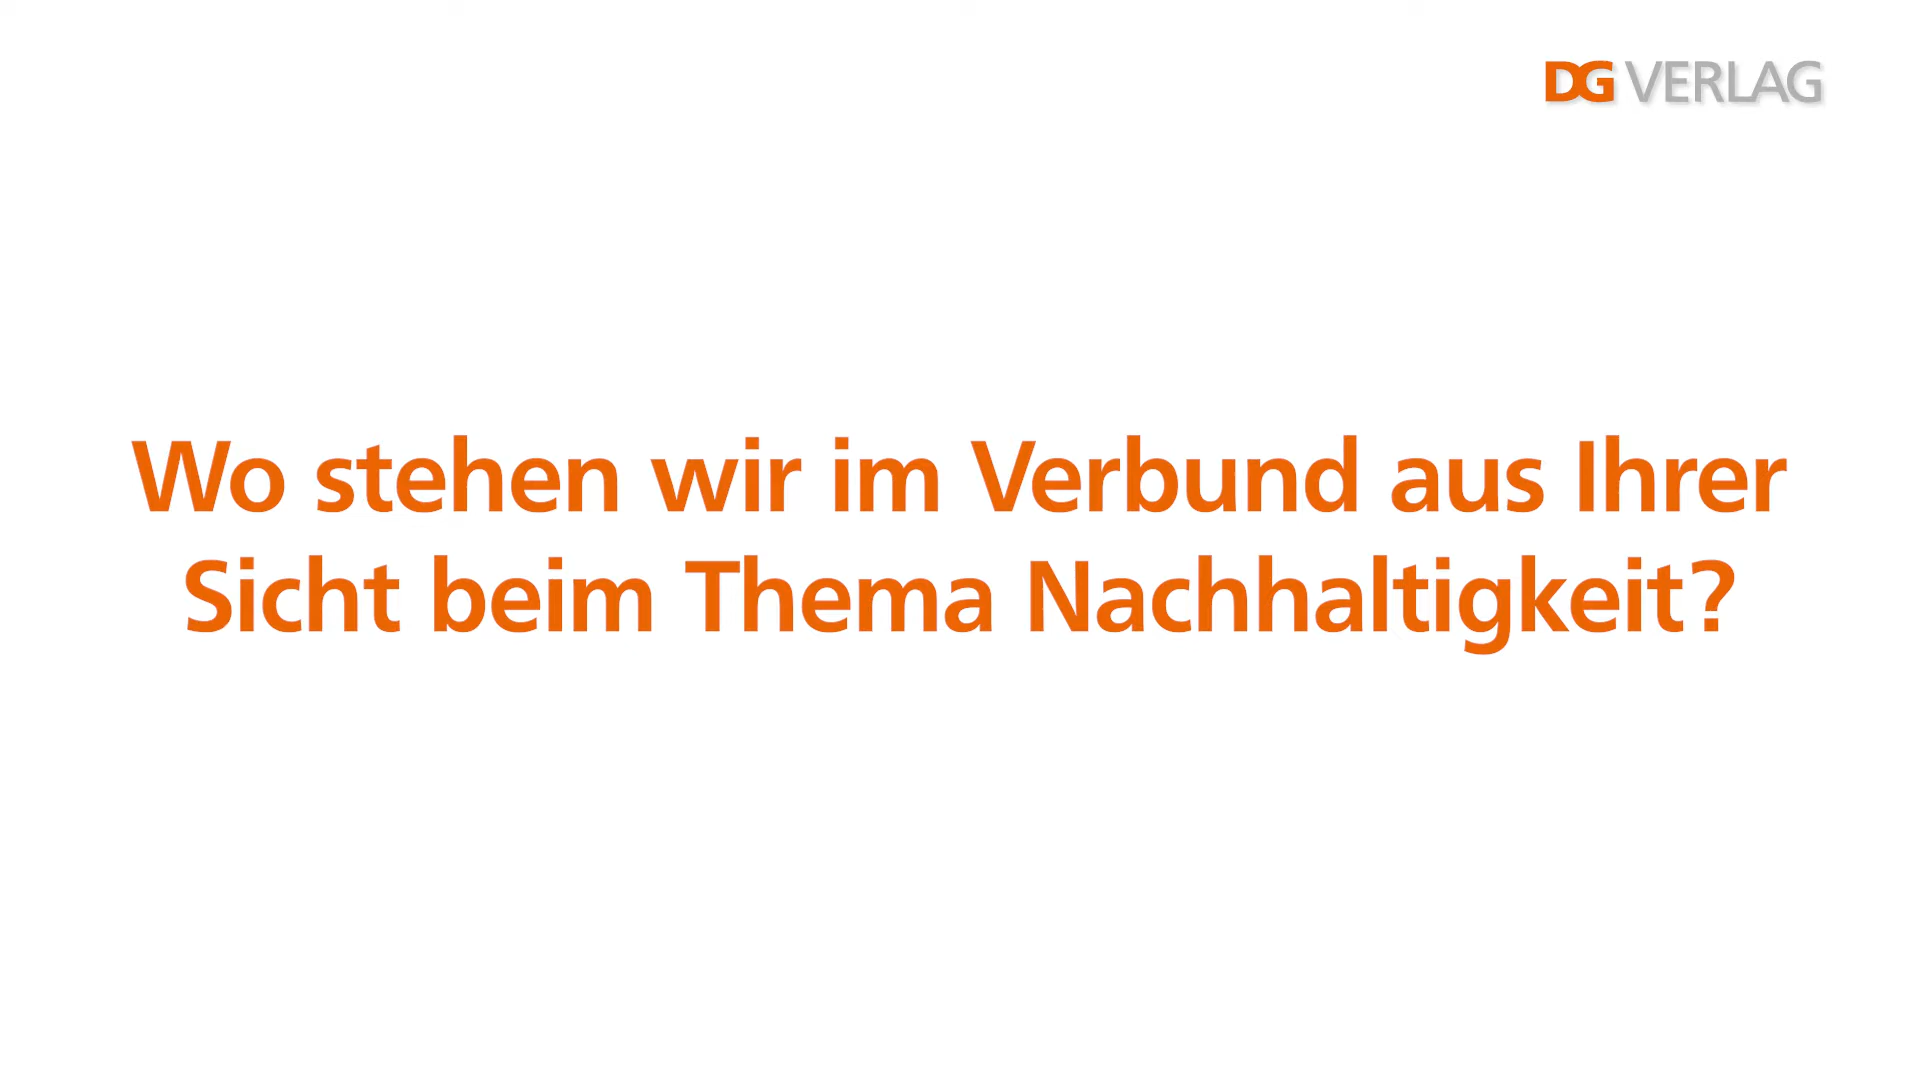 DG VERLAG
Wo stehen wir im Verbund aus Ihrer
Sicht beim Thema Nachhaltigkeit?